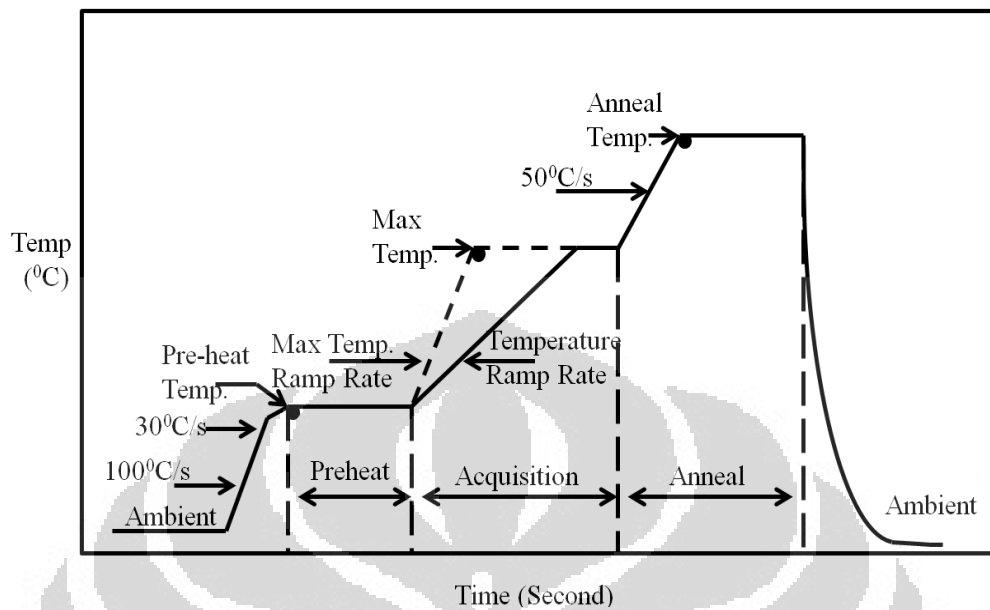 Anneal
Temp.
50⁰C/s
Max
Temp.
Temp
(⁰C)
Max Temp.
Ramp Rate
Temperature
Ramp Rate
Pre-heat
Temp.
30⁰C/s
100⁰C/s
Preheat
Acquisition
Anneal
Ambient
Ambient
Time (Second)